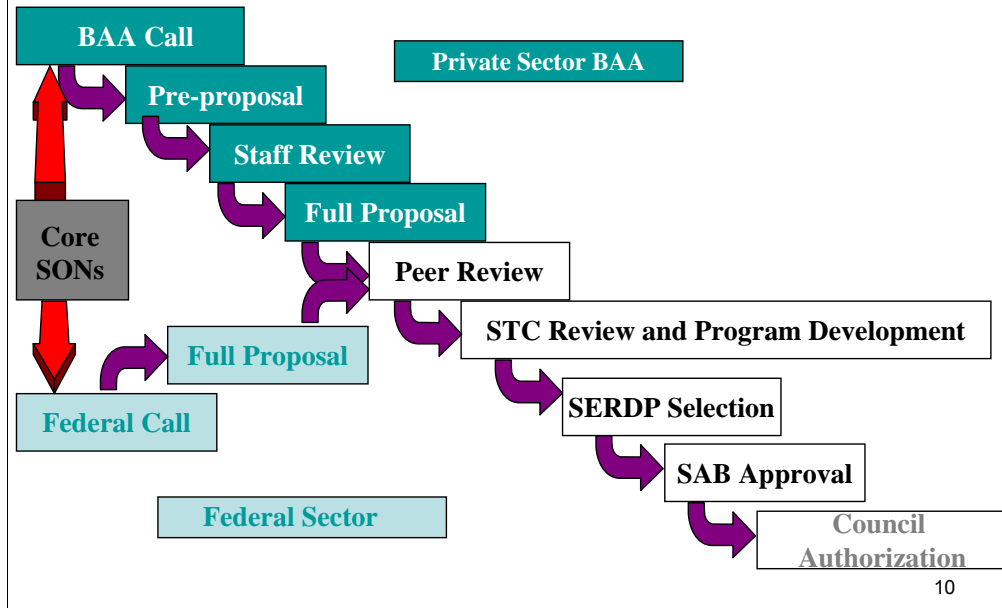 BAA Call
Private Sector BAA
Pre-proposal
Staff Review
Full Proposal
Core
SONs
Peer Review
STC Review and Program Development
Full Proposal
Federal Call
SERDP Selection
SAB Approval
Federal Sector
Council
Authorization
10